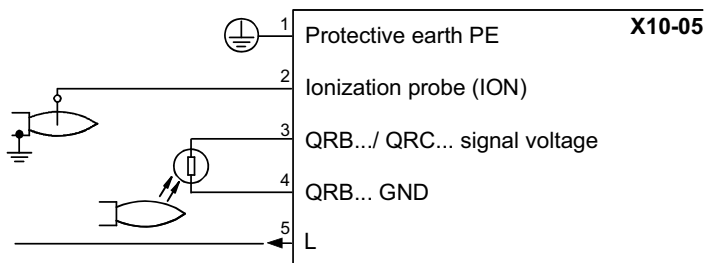 X10-05
1 Protective earth PE
2 Ionization probe (ION)
3 QRB.../ QRC... signal voltage
4 QRB... GND
5 L